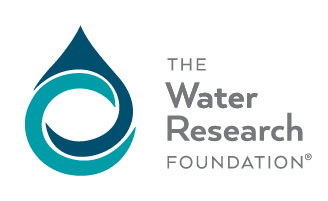 THE
Water
Research
FOUNDATION®